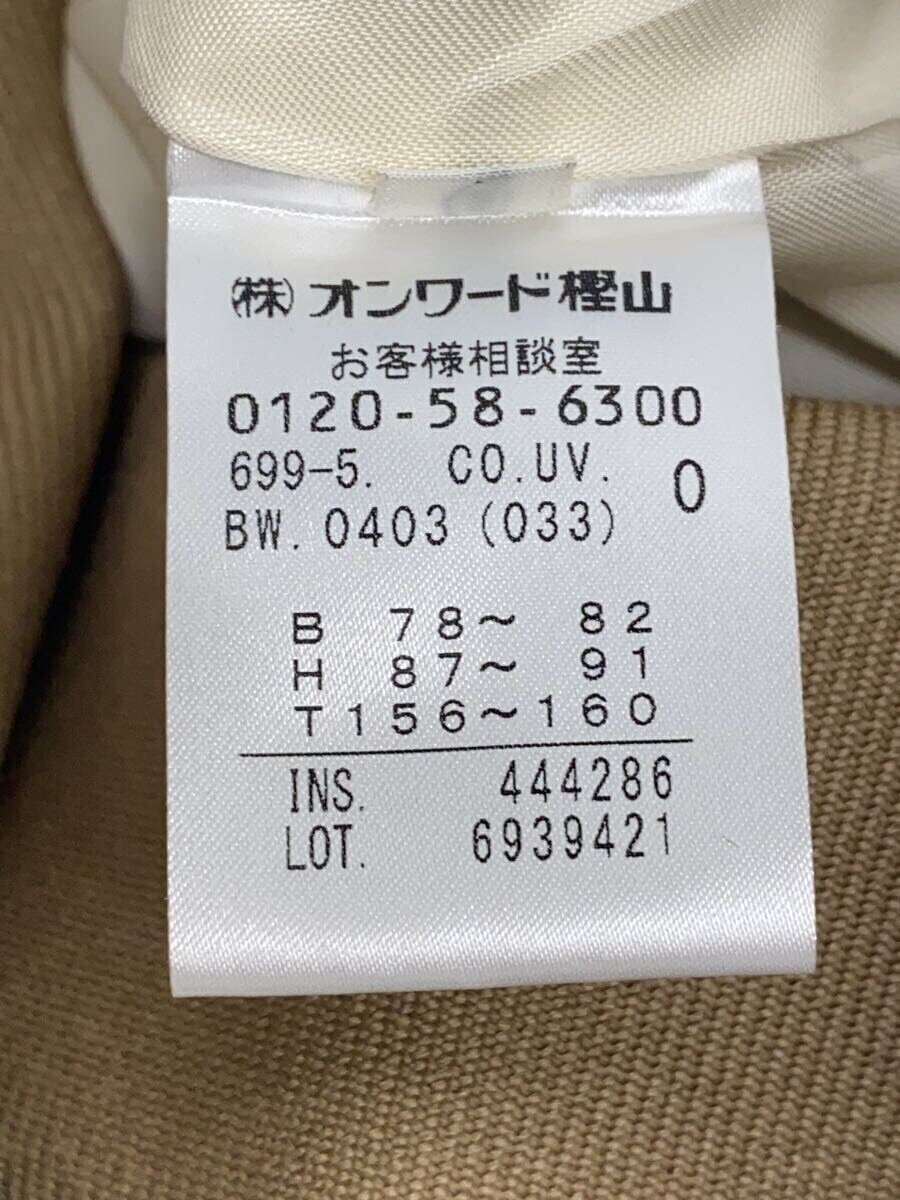 (株)オンワード樫山
お客様相談室
0120-58-6300
699-5. CO.UV. 0
BW. 0403 (033)
B 78～ 82
H 87～ 91
T156～160
INS. 444286
LOT. 6939421